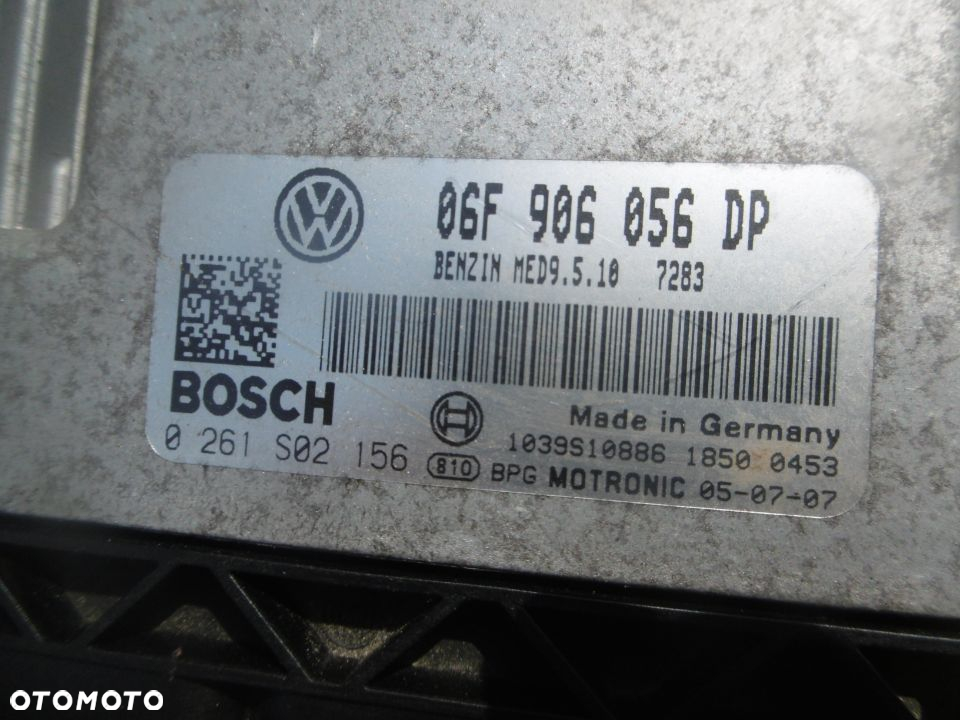 06F 906 056 DP
BENZIN MED9.5.10 7283
BOSCH
Made in Germany
0 261 S02 156
1039S10886 1850 0453
810 BPG MOTRONIC 05-07-07
OTOMOTO